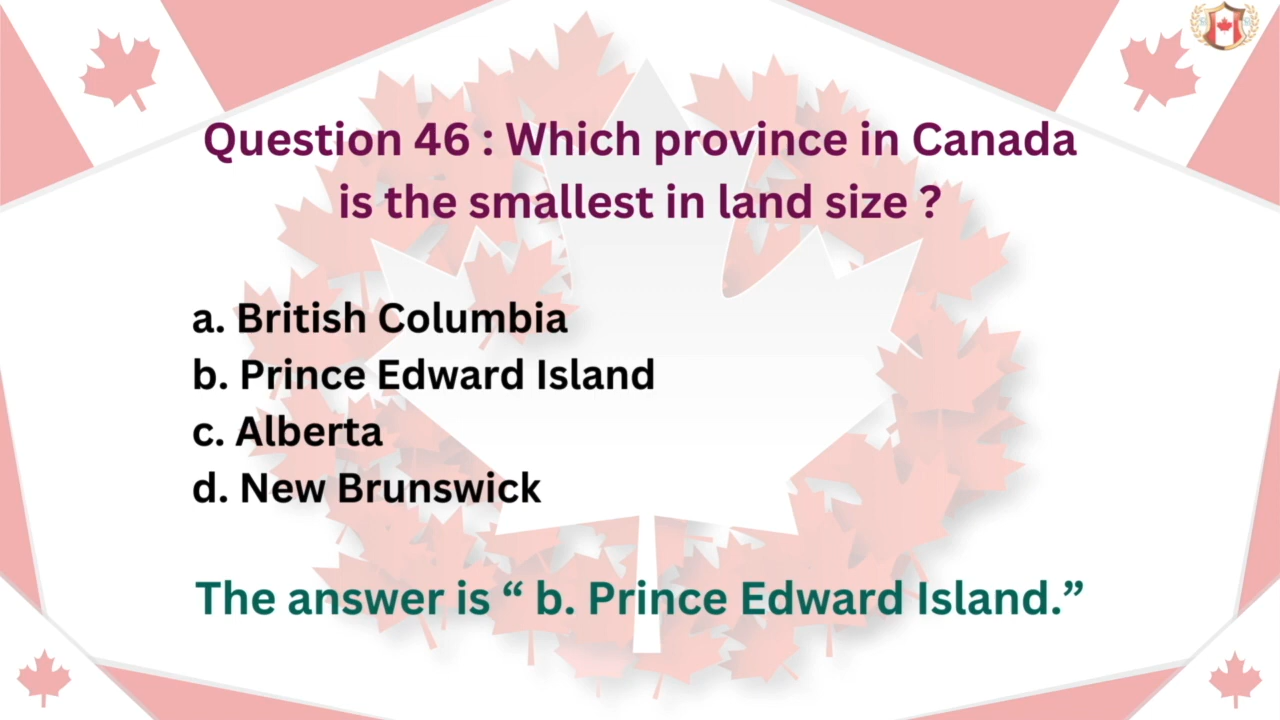 Question 46 : Which province in Canada
is the smallest in land size ?
a. British Columbia
b. Prince Edward Island
c. Alberta
d. New Brunswick
The answer is “ b. Prince Edward Island.”